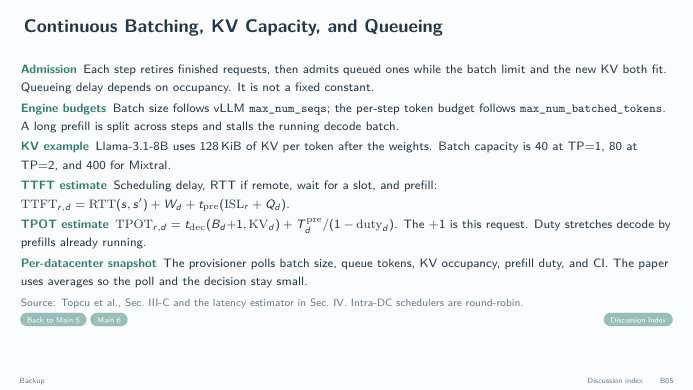 Continuous Batching, KV Capacity, and Queueing
Admission Each step retires finished requests, then admits queued ones while the batch limit and the new KV both fit.
Queueing delay depends on occupancy. It is not a fixed constant.
Engine budgets Batch size follows vLLM max_num_seqs; the per-step token budget follows max_num_batched_tokens.
A long prefill is split across steps and stalls the running decode batch.
KV example Llama-3.1-8B uses 128 KiB of KV per token after the weights. Batch capacity is 40 at TP=1, 80 at
TP=2, and 400 for Mixtral.
TTFT estimate Scheduling delay, RTT if remote, wait for a slot, and prefill:
TTFT_{r,d} = RTT(s, s′) + W_d + t_pre(ISL_r + Q_d).
TPOT estimate TPOT_{r,d} = t_dec(B_d+1, KV_d) + T_d^pre/(1 − duty_d). The +1 is this request. Duty stretches decode by
prefills already running.
Per-datacenter snapshot The provisioner polls batch size, queue tokens, KV occupancy, prefill duty, and CI. The paper
uses averages so the poll and the decision stay small.
Source: Topcu et al., Sec. III-C and the latency estimator in Sec. IV. Intra-DC schedulers are round-robin.
Back to Main 5 Main 6 Discussion Index
Backup Discussion index B05